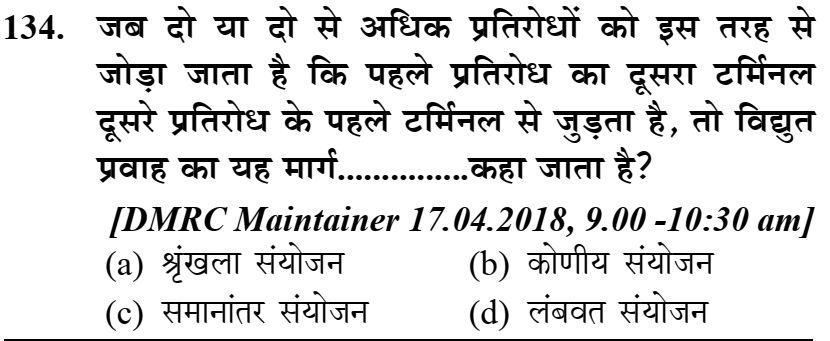 134. जब दो या दो से अधिक प्रतिरोधों को इस तरह से
जोड़ा जाता है कि पहले प्रतिरोध का दूसरा टर्मिनल
दूसरे प्रतिरोध के पहले टर्मिनल से जुड़ता है, तो विद्युत
प्रवाह का यह मार्ग...............कहा जाता है?
[DMRC Maintainer 17.04.2018, 9.00 -10:30 am]
(a) श्रृंखला संयोजन (b) कोणीय संयोजन
(c) समानांतर संयोजन (d) लंबवत संयोजन